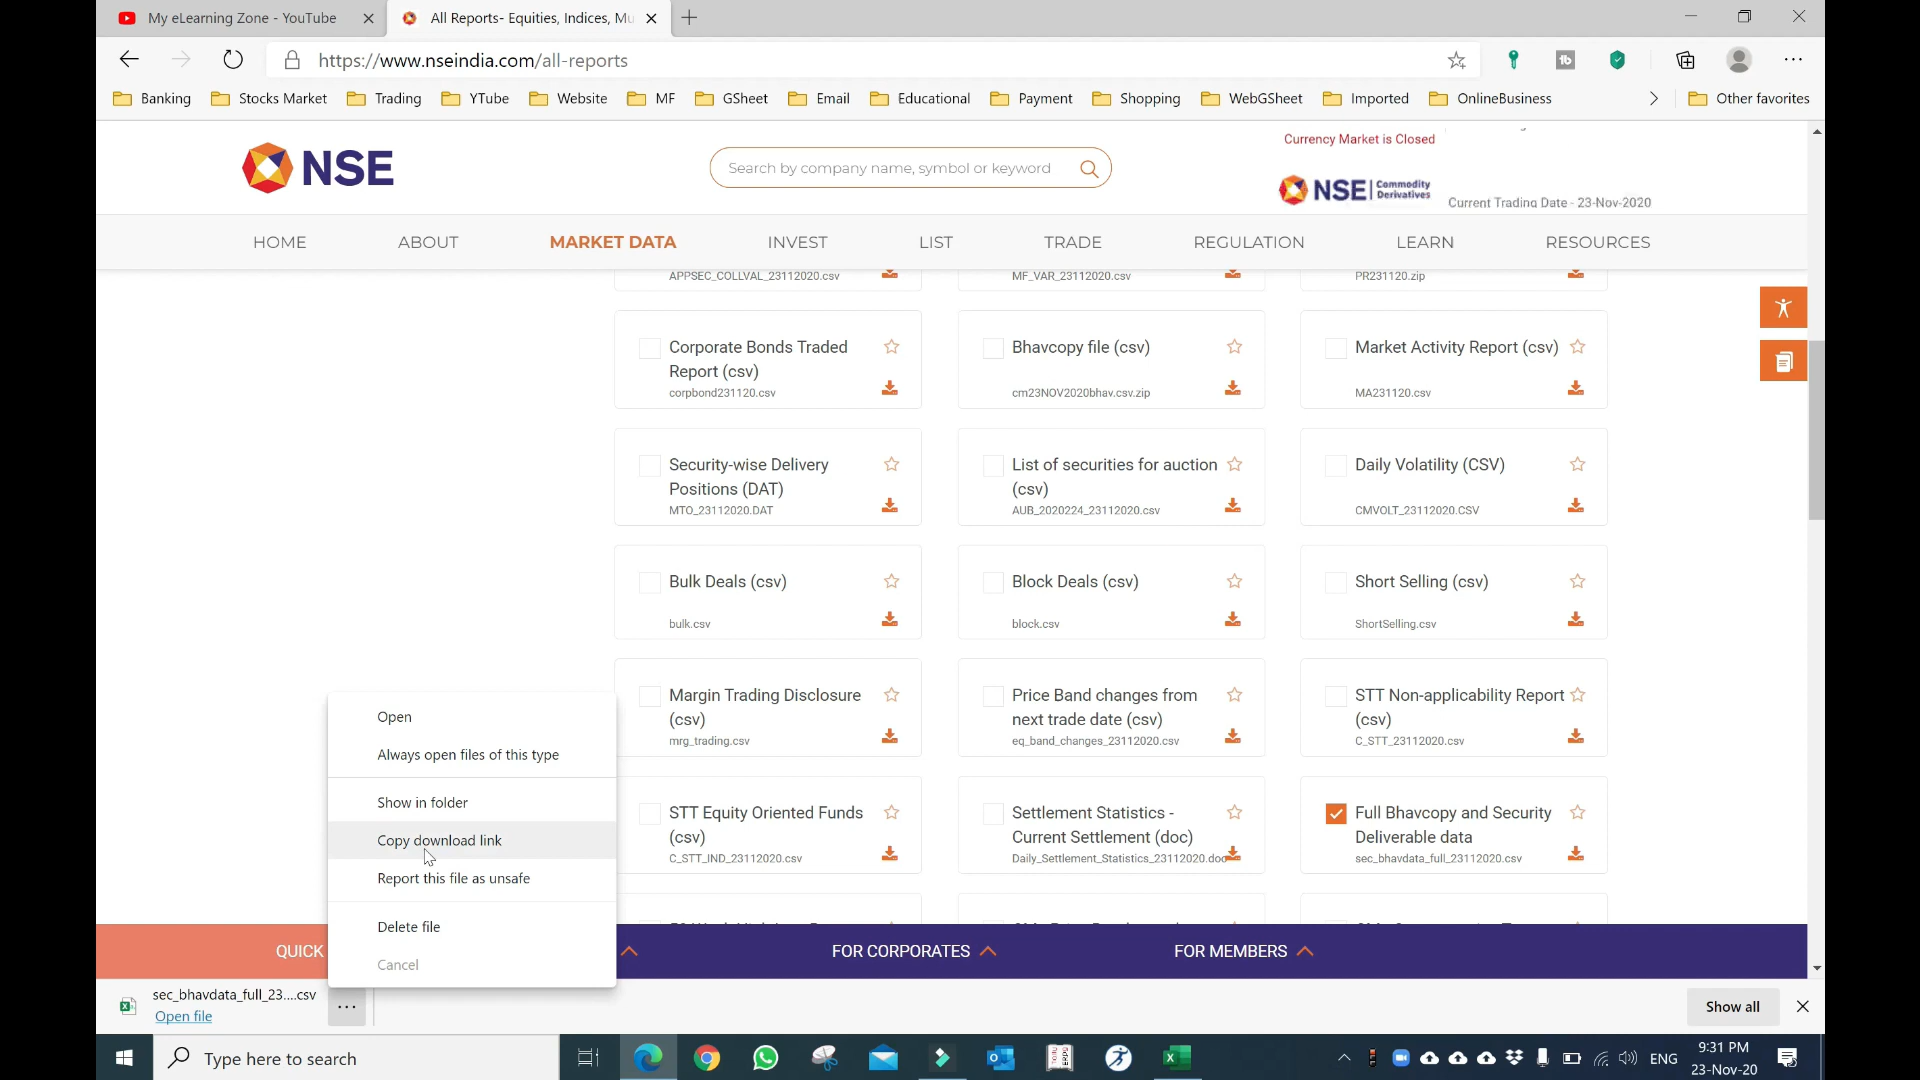 My eLearning Zone - YouTube
All Reports- Equities, Indices, Mu
https://www.nseindia.com/all-reports
Banking
Stocks Market
Trading
YTube
Website
MF
GSheet
Email
Educational
Payment
Shopping
WebGSheet
Imported
OnlineBusiness
Other favorites
NSE
Search by company name, symbol or keyword
Currency Market is Closed
NSE
Commodity
Derivatives
Current Trading Date - 23-Nov-2020
HOME
ABOUT
MARKET DATA
INVEST
LIST
TRADE
REGULATION
LEARN
RESOURCES
APPSEC_COLLVAL_23112020.csv
MF_VAR_23112020.csv
PR231120.zip
Corporate Bonds Traded
Report (csv)
corpbond231120.csv
Bhavcopy file (csv)
cm23NOV2020bhav.csv.zip
Market Activity Report (csv)
MA231120.csv
Security-wise Delivery
Positions (DAT)
MTO_23112020.DAT
List of securities for auction
(csv)
AUB_2020224_23112020.csv
Daily Volatility (CSV)
CMVOLT_23112020.CSV
Bulk Deals (csv)
bulk.csv
Block Deals (csv)
block.csv
Short Selling (csv)
ShortSelling.csv
Margin Trading Disclosure
(csv)
mrg_trading.csv
Price Band changes from
next trade date (csv)
eq_band_changes_23112020.csv
STT Non-applicability Report
(csv)
C_STT_23112020.csv
STT Equity Oriented Funds
(csv)
C_STT_IND_23112020.csv
Settlement Statistics -
Current Settlement (doc)
Daily_Settlement_Statistics_23112020.doc
Full Bhavcopy and Security
Deliverable data
sec_bhavdata_full_23112020.csv
Open
Always open files of this type
Show in folder
Copy download link
Report this file as unsafe
Delete file
Cancel
QUICK
FOR CORPORATES
FOR MEMBERS
sec_bhavdata_full_23....csv
Open file
Show all
Type here to search
ENG
9:31 PM
23-Nov-20